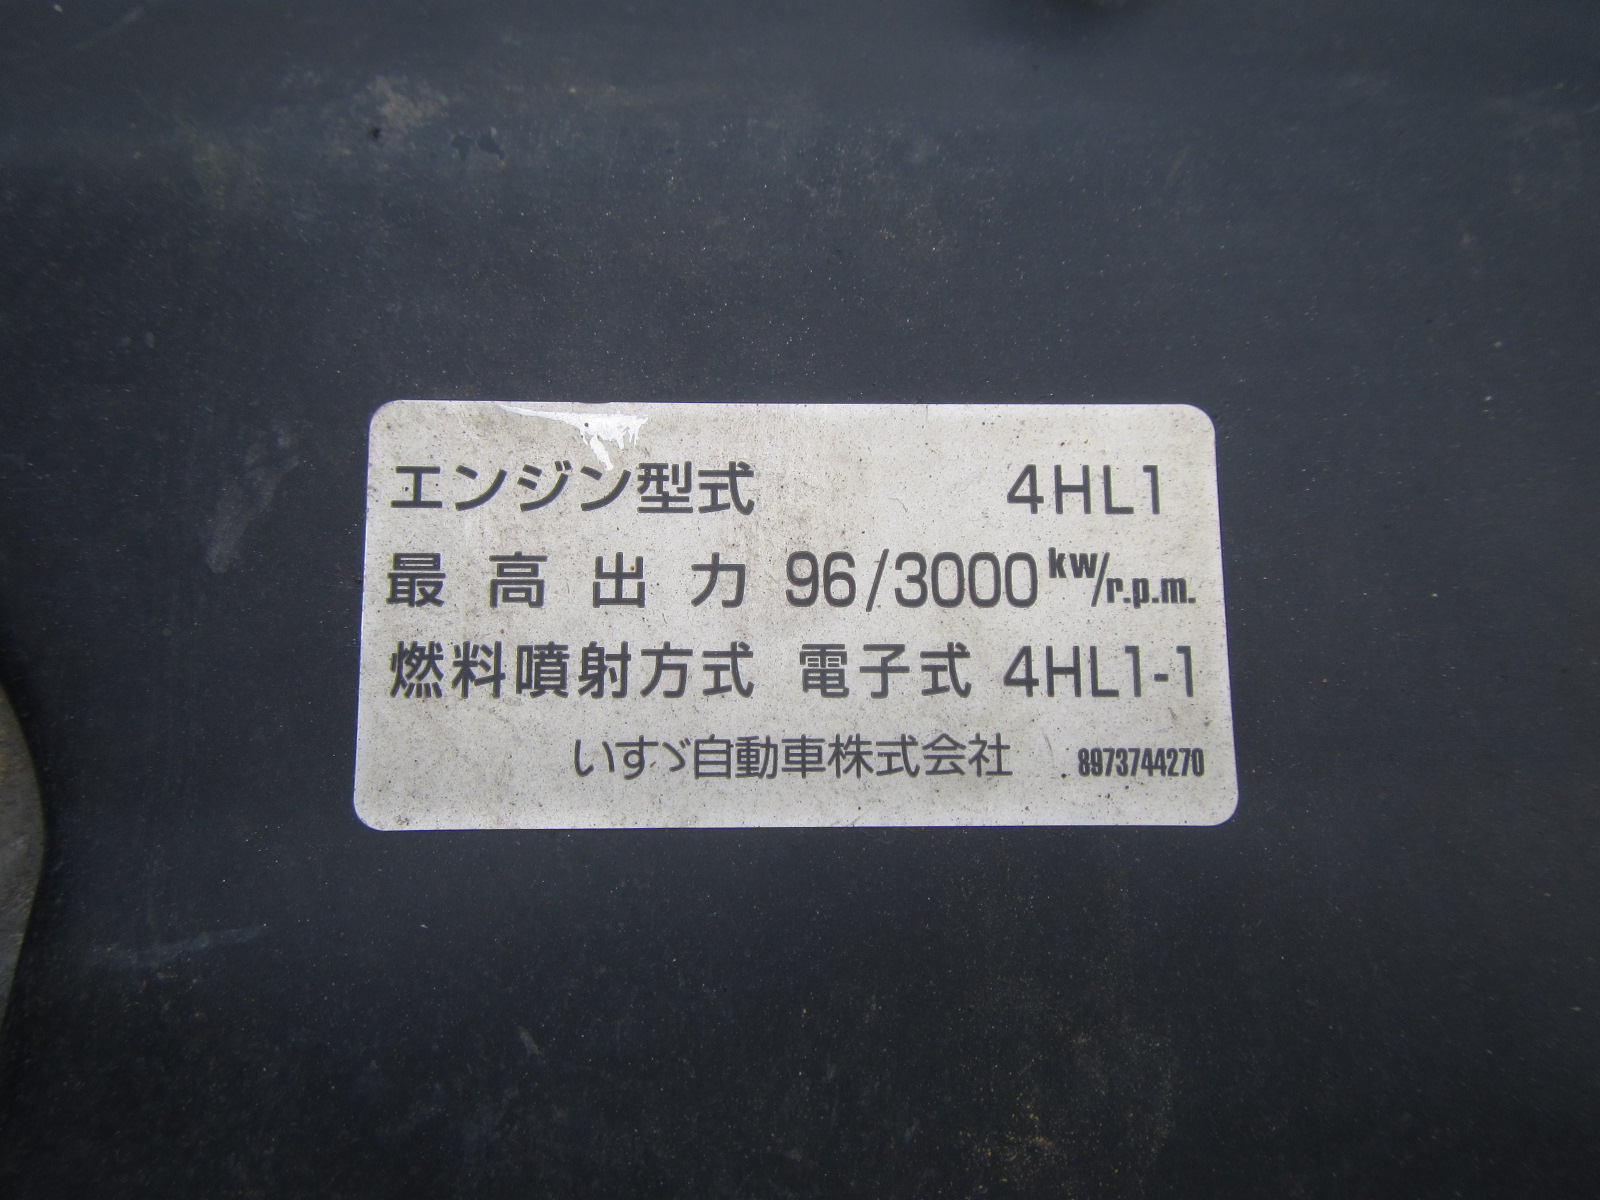 エンジン型式 4HL1
最高出力 96/3000 kw/r.p.m.
燃料噴射方式 電子式 4HL1-1
いすゞ自動車株式会社 8973744270